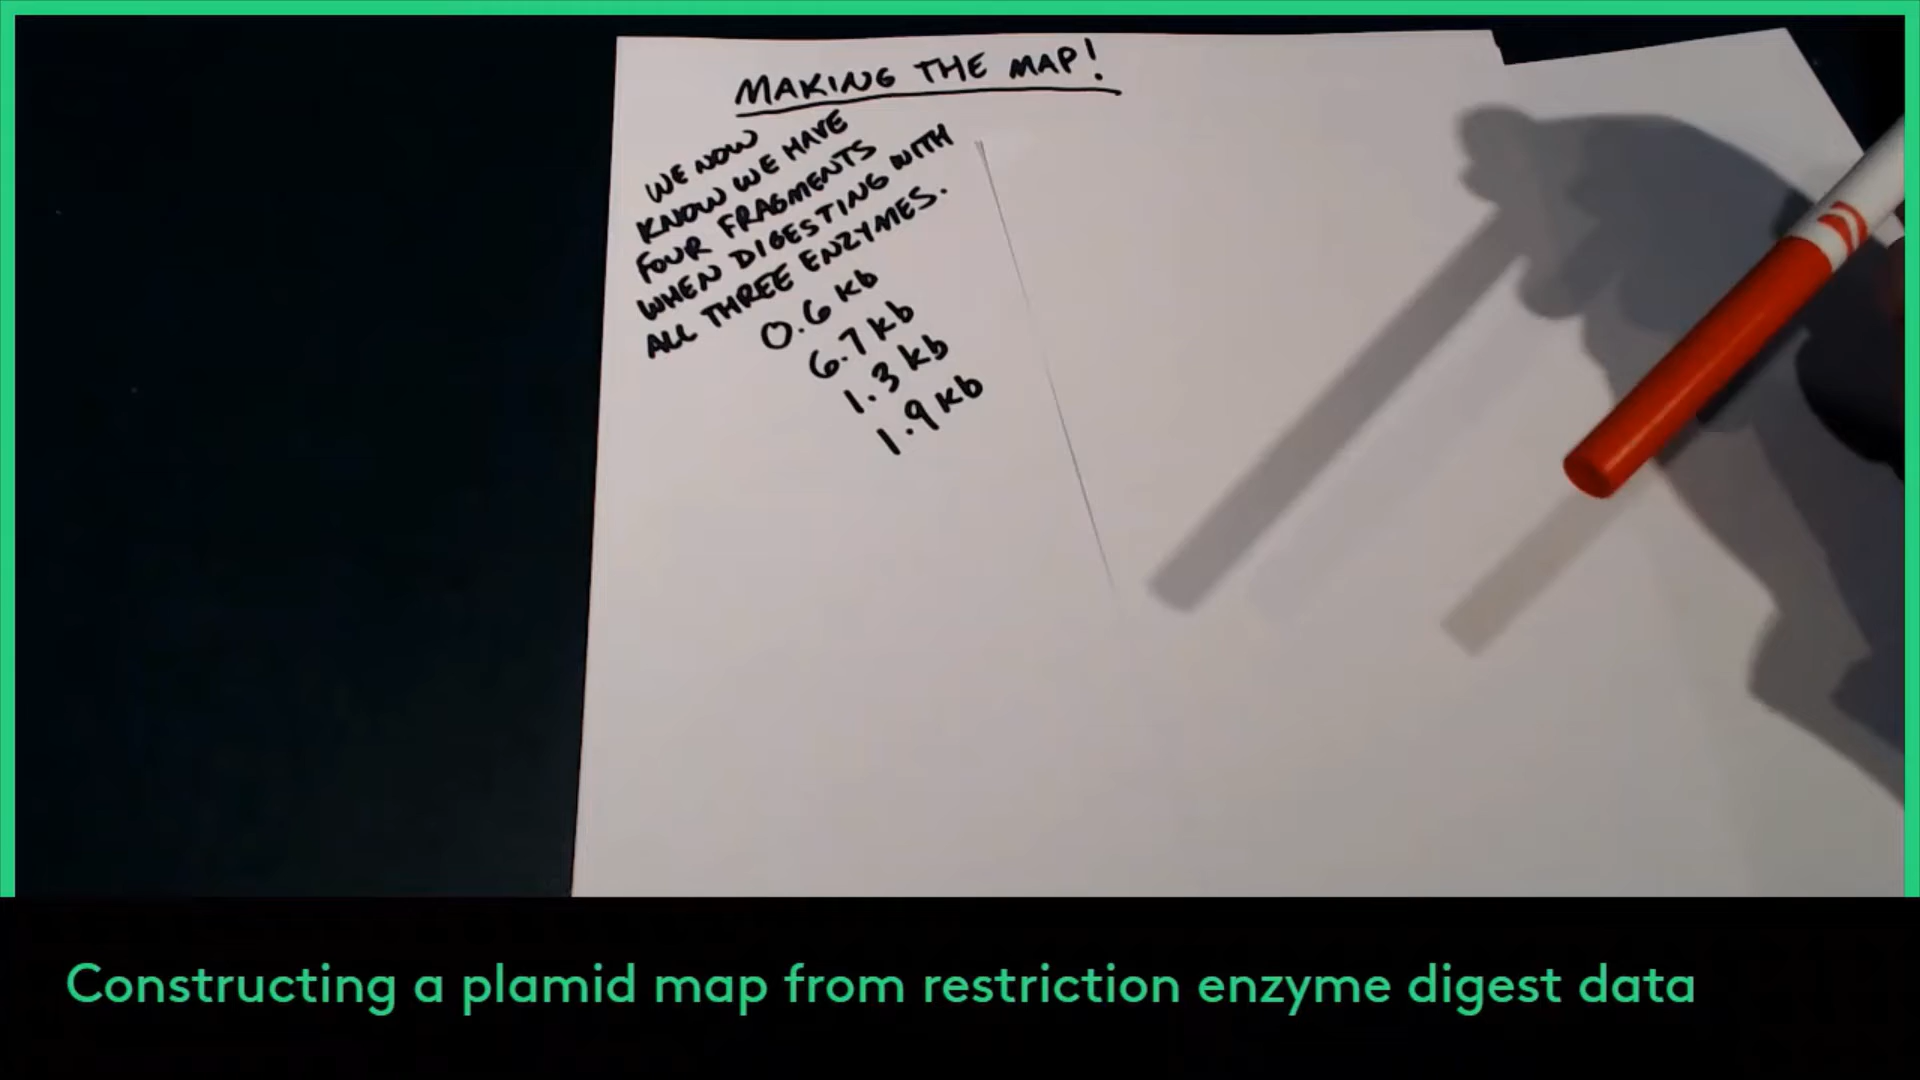 MAKING THE MAP!
WE NOW
KNOW WE HAVE
FOUR FRAGMENTS
WHEN DIGESTING WITH
ALL THREE ENZYMES.
0.6 kb
6.7 kb
1.3 kb
1.9 kb
Constructing a plamid map from restriction enzyme digest data